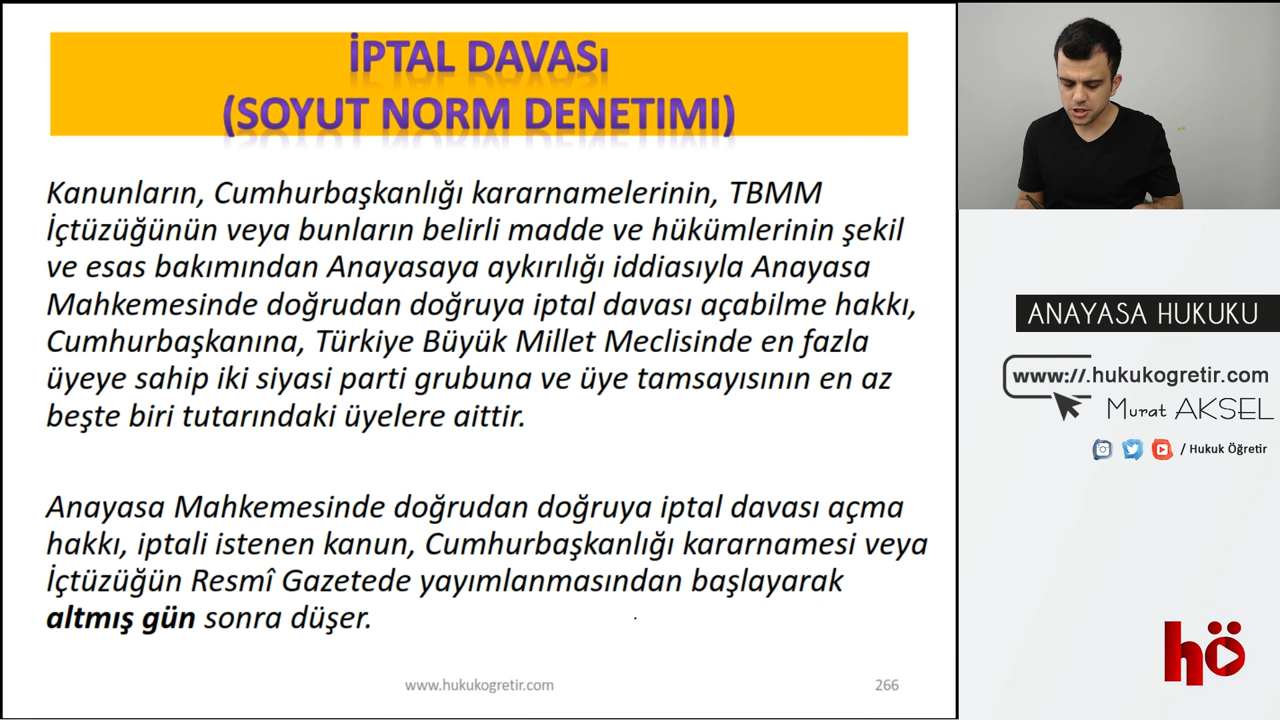 İPTAL DAVASı
(SOYUT NORM DENETIMI)
Kanunların, Cumhurbaşkanlığı kararnamelerinin, TBMM
İçtüzüğünün veya bunların belirli madde ve hükümlerinin şekil
ve esas bakımından Anayasaya aykırılığı iddiasıyla Anayasa
Mahkemesinde doğrudan doğruya iptal davası açabilme hakkı,
Cumhurbaşkanına, Türkiye Büyük Millet Meclisinde en fazla
üyeye sahip iki siyasi parti grubuna ve üye tamsayısının en az
beşte biri tutarındaki üyelere aittir.
Anayasa Mahkemesinde doğrudan doğruya iptal davası açma
hakkı, iptali istenen kanun, Cumhurbaşkanlığı kararnamesi veya
İçtüzüğün Resmî Gazetede yayımlanmasından başlayarak
altmış gün sonra düşer.
www.hukukogretir.com
266
ANAYASA HUKUKU
www://.hukukogretir.com
Murat AKSEL
/ Hukuk Öğretir
hö